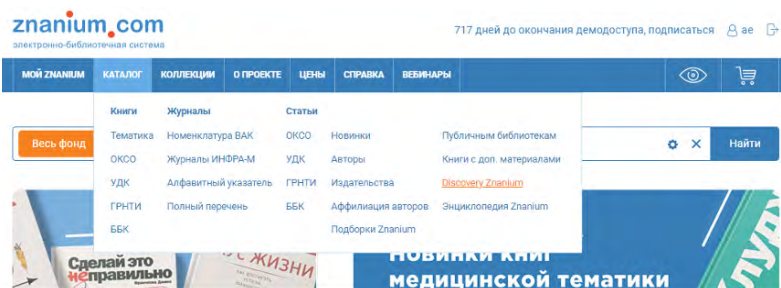 znanium.com
электронно-библиотечная система
717 дней до окончания демодоступа, подписаться ae
МОЙ ZNANIUM КАТАЛОГ КОЛЛЕКЦИИ О ПРОЕКТЕ ЦЕНЫ СПРАВКА ВЕБИНАРЫ
Книги Журналы Статьи
Тематика Номенклатура ВАК ОКСО Новинки Публичным библиотекам
Весь фонд Найти
ОКСО Журналы ИНФРА-М УДК Авторы Книги с доп. материалами
УДК Алфавитный указатель ГРНТИ Издательства Discovery Znanium
ГРНТИ Полный перечень ББК Аффилиация авторов Энциклопедия Znanium
ББК Подборки Znanium
Сделай это
неправильно
С ЖИЗНИ
НОВИНКИ КНИГ
медицинской тематики